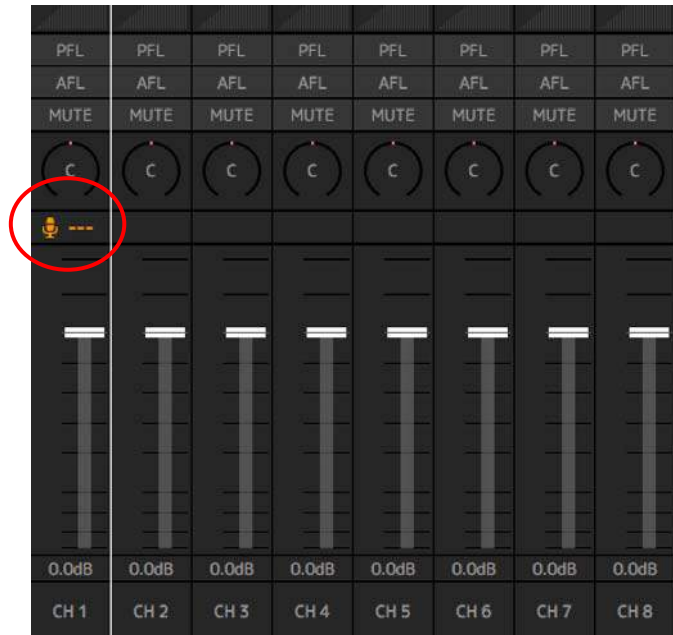 PFL PFL PFL PFL PFL PFL PFL PFL
AFL AFL AFL AFL AFL AFL AFL AFL
MUTE MUTE MUTE MUTE MUTE MUTE MUTE MUTE
C C C C C C C C
---
0.0dB 0.0dB 0.0dB 0.0dB 0.0dB 0.0dB 0.0dB 0.0dB
CH 1 CH 2 CH 3 CH 4 CH 5 CH 6 CH 7 CH 8